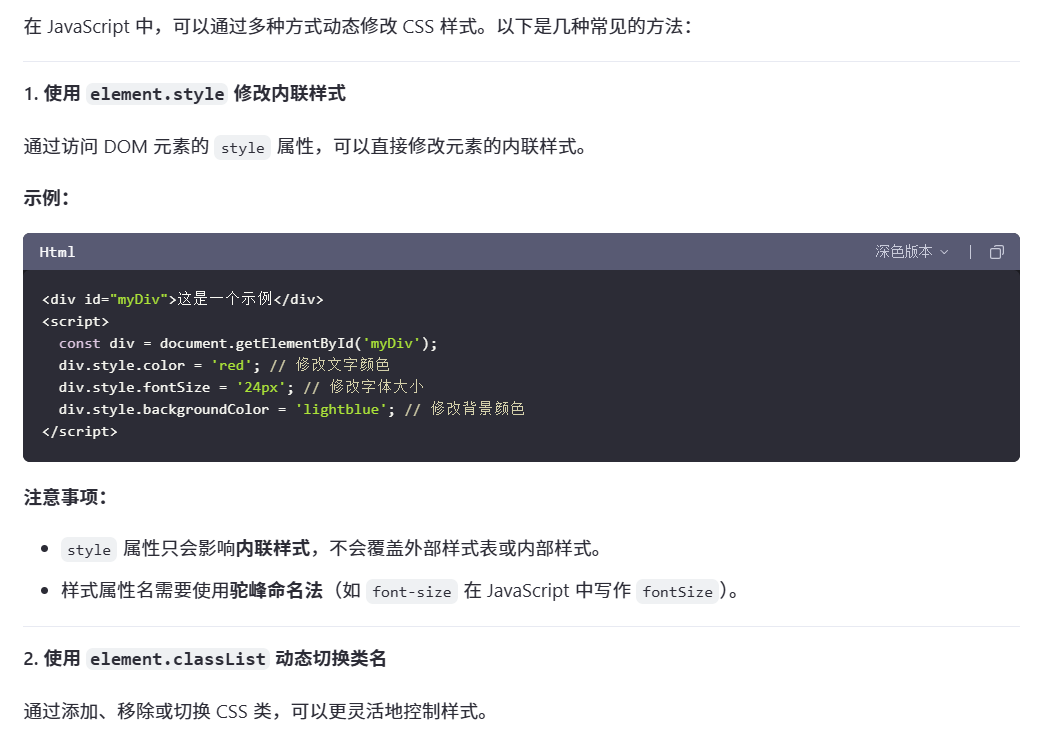 在 JavaScript 中，可以通过多种方式动态修改 CSS 样式。以下是几种常见的方法：
1. 使用 element.style 修改内联样式
通过访问 DOM 元素的 style 属性，可以直接修改元素的内联样式。
示例：
Html 深色版本
<div id="myDiv">这是一个示例</div>
<script>
  const div = document.getElementById('myDiv');
  div.style.color = 'red'; // 修改文字颜色
  div.style.fontSize = '24px'; // 修改字体大小
  div.style.backgroundColor = 'lightblue'; // 修改背景颜色
</script>
注意事项：
• style 属性只会影响内联样式，不会覆盖外部样式表或内部样式。
• 样式属性名需要使用驼峰命名法（如 font-size 在 JavaScript 中写作 fontSize）。
2. 使用 element.classList 动态切换类名
通过添加、移除或切换 CSS 类，可以更灵活地控制样式。